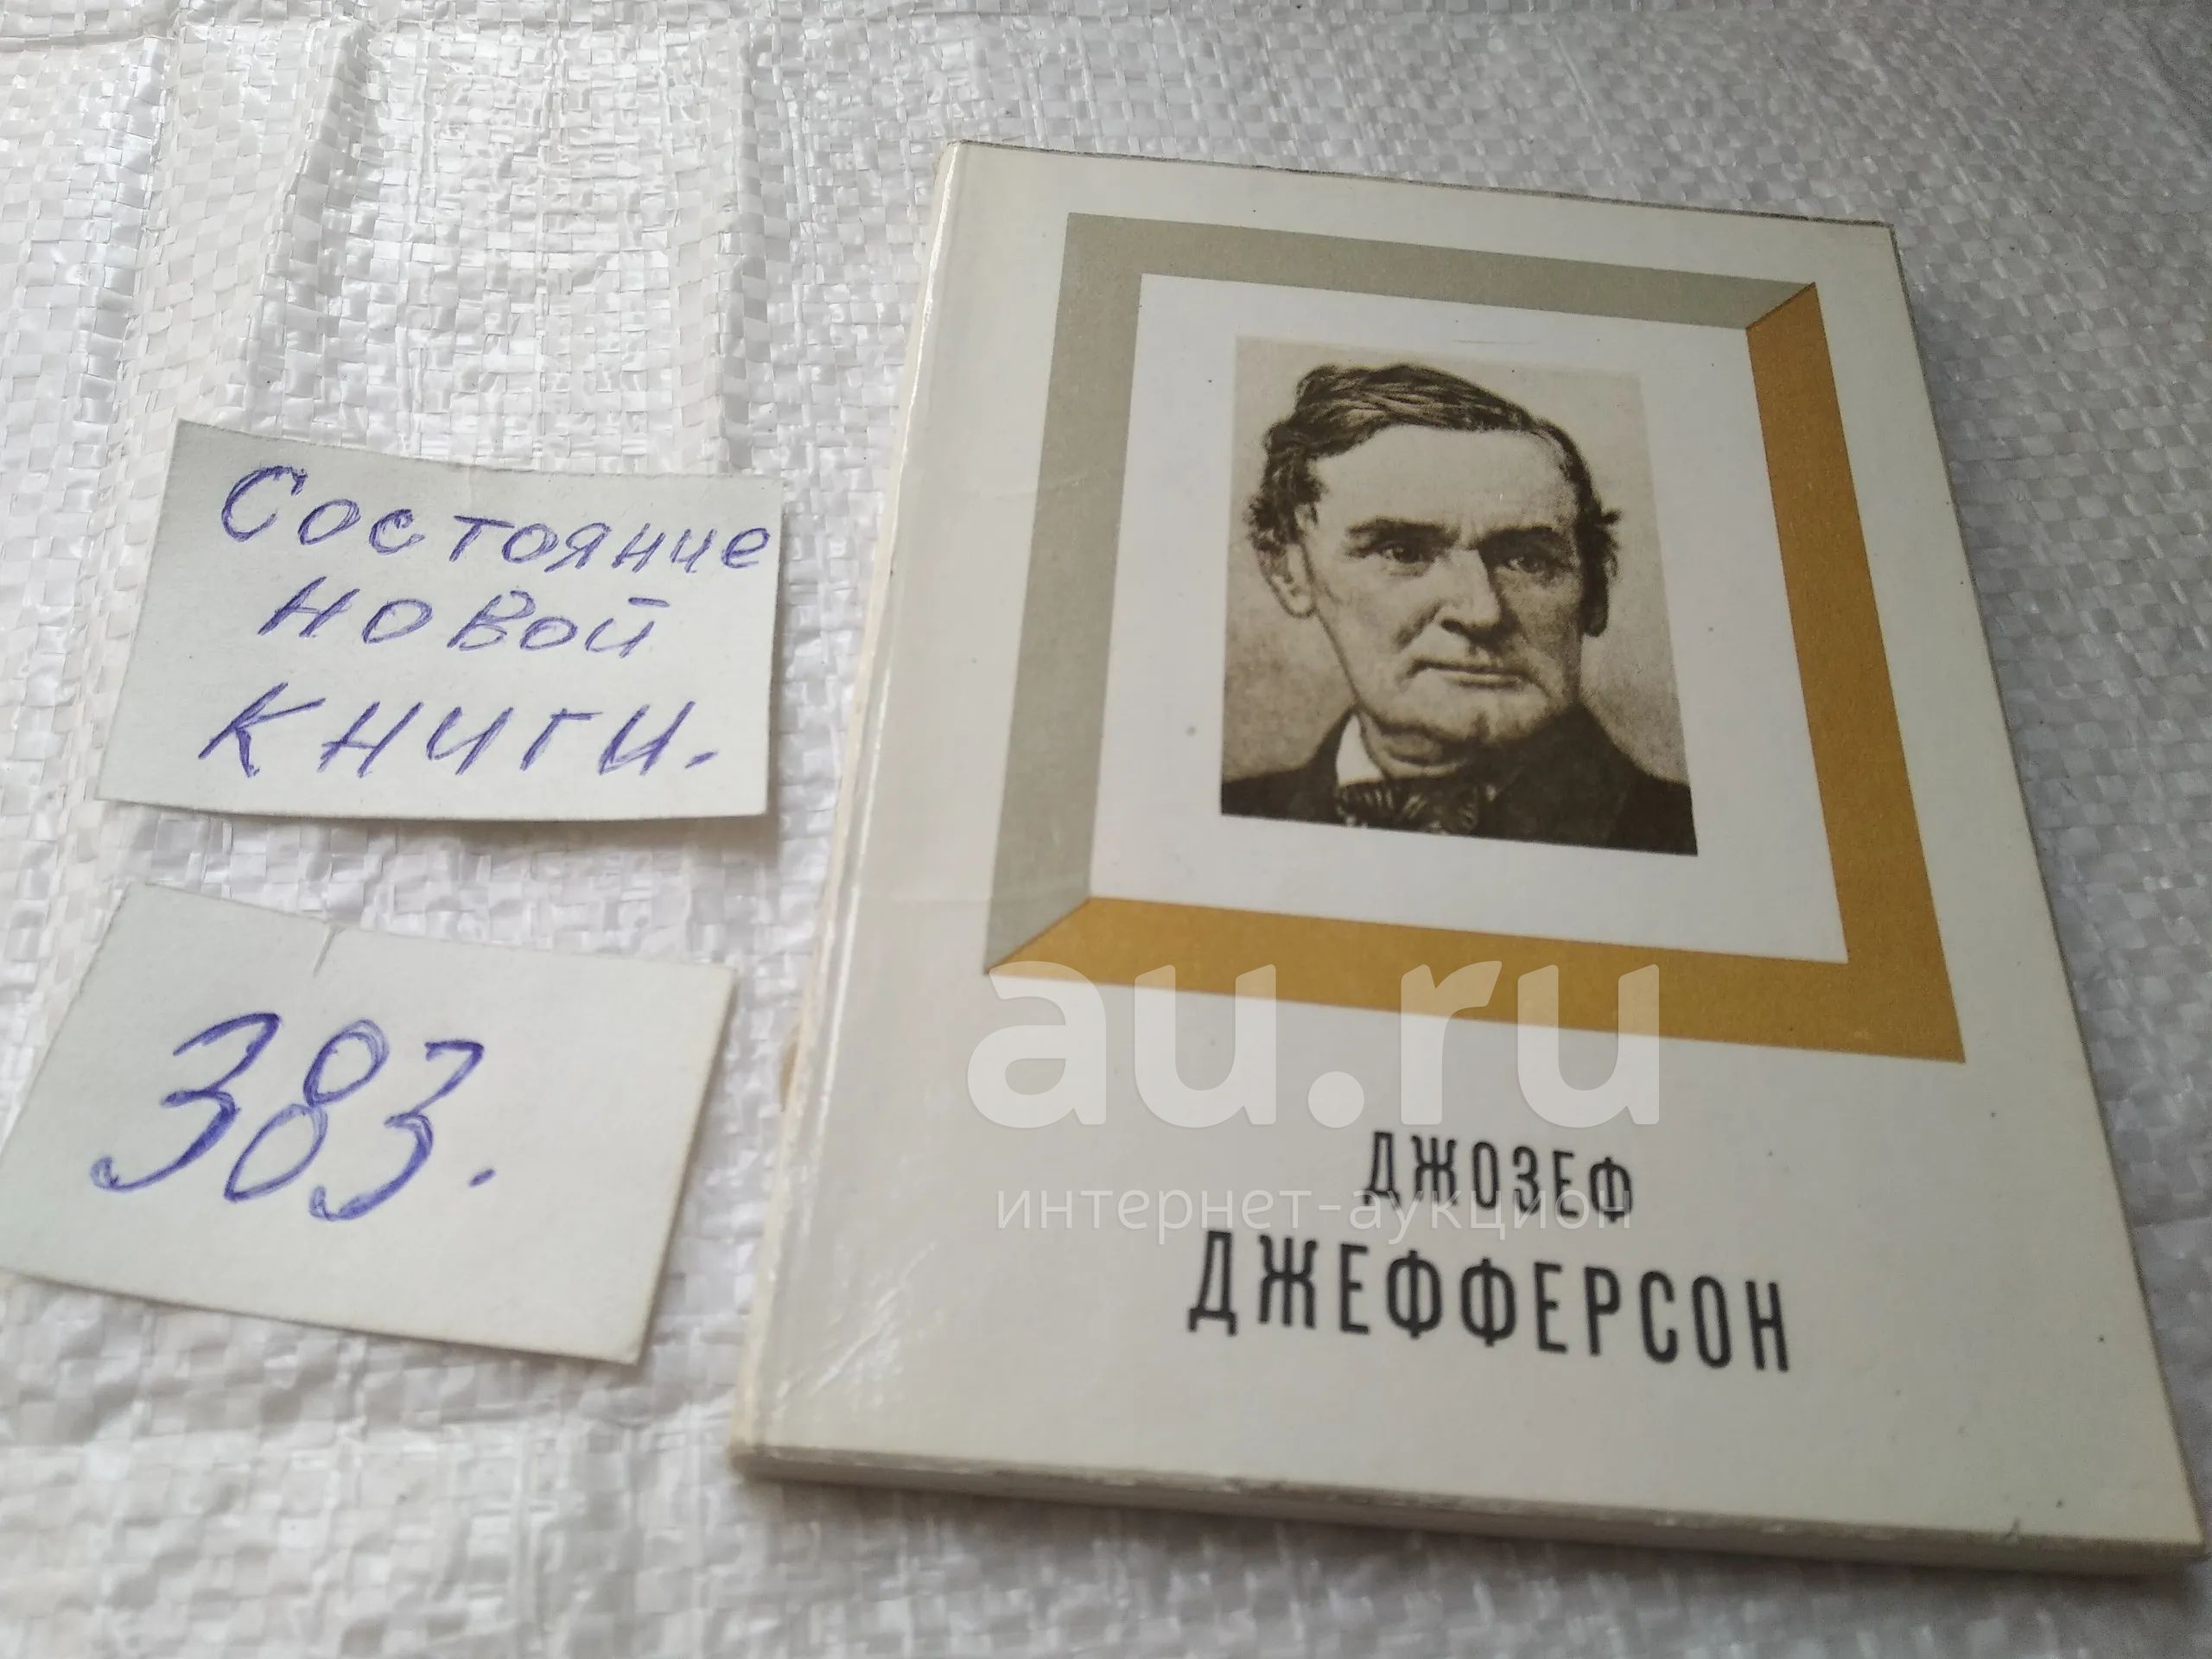 Состояние
новой
книги.
383.
au.ru
интернет-аукцион
ДЖОЗЕФ
ДЖЕФФЕРСОН